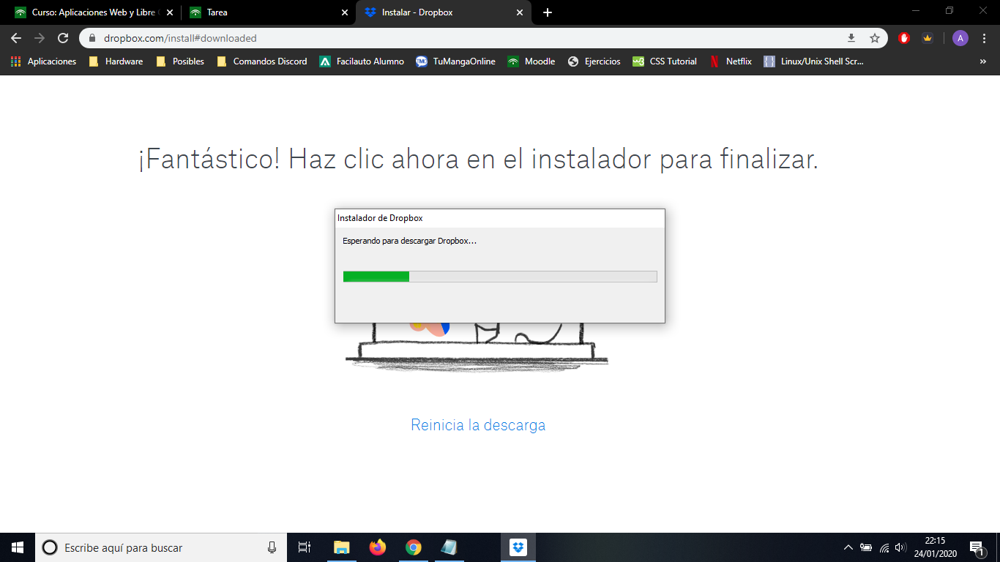 Curso: Aplicaciones Web y Libre
Tarea
Instalar - Dropbox
dropbox.com/install#downloaded
A
Aplicaciones
Hardware
Posibles
Comandos Discord
Facilauto Alumno
TuMangaOnline
Moodle
Ejercicios
CSS Tutorial
Netflix
Linux/Unix Shell Scr...
¡Fantástico! Haz clic ahora en el instalador para finalizar.
Instalador de Dropbox
Esperando para descargar Dropbox...
Reinicia la descarga
Escribe aquí para buscar
22:15
24/01/2020
1